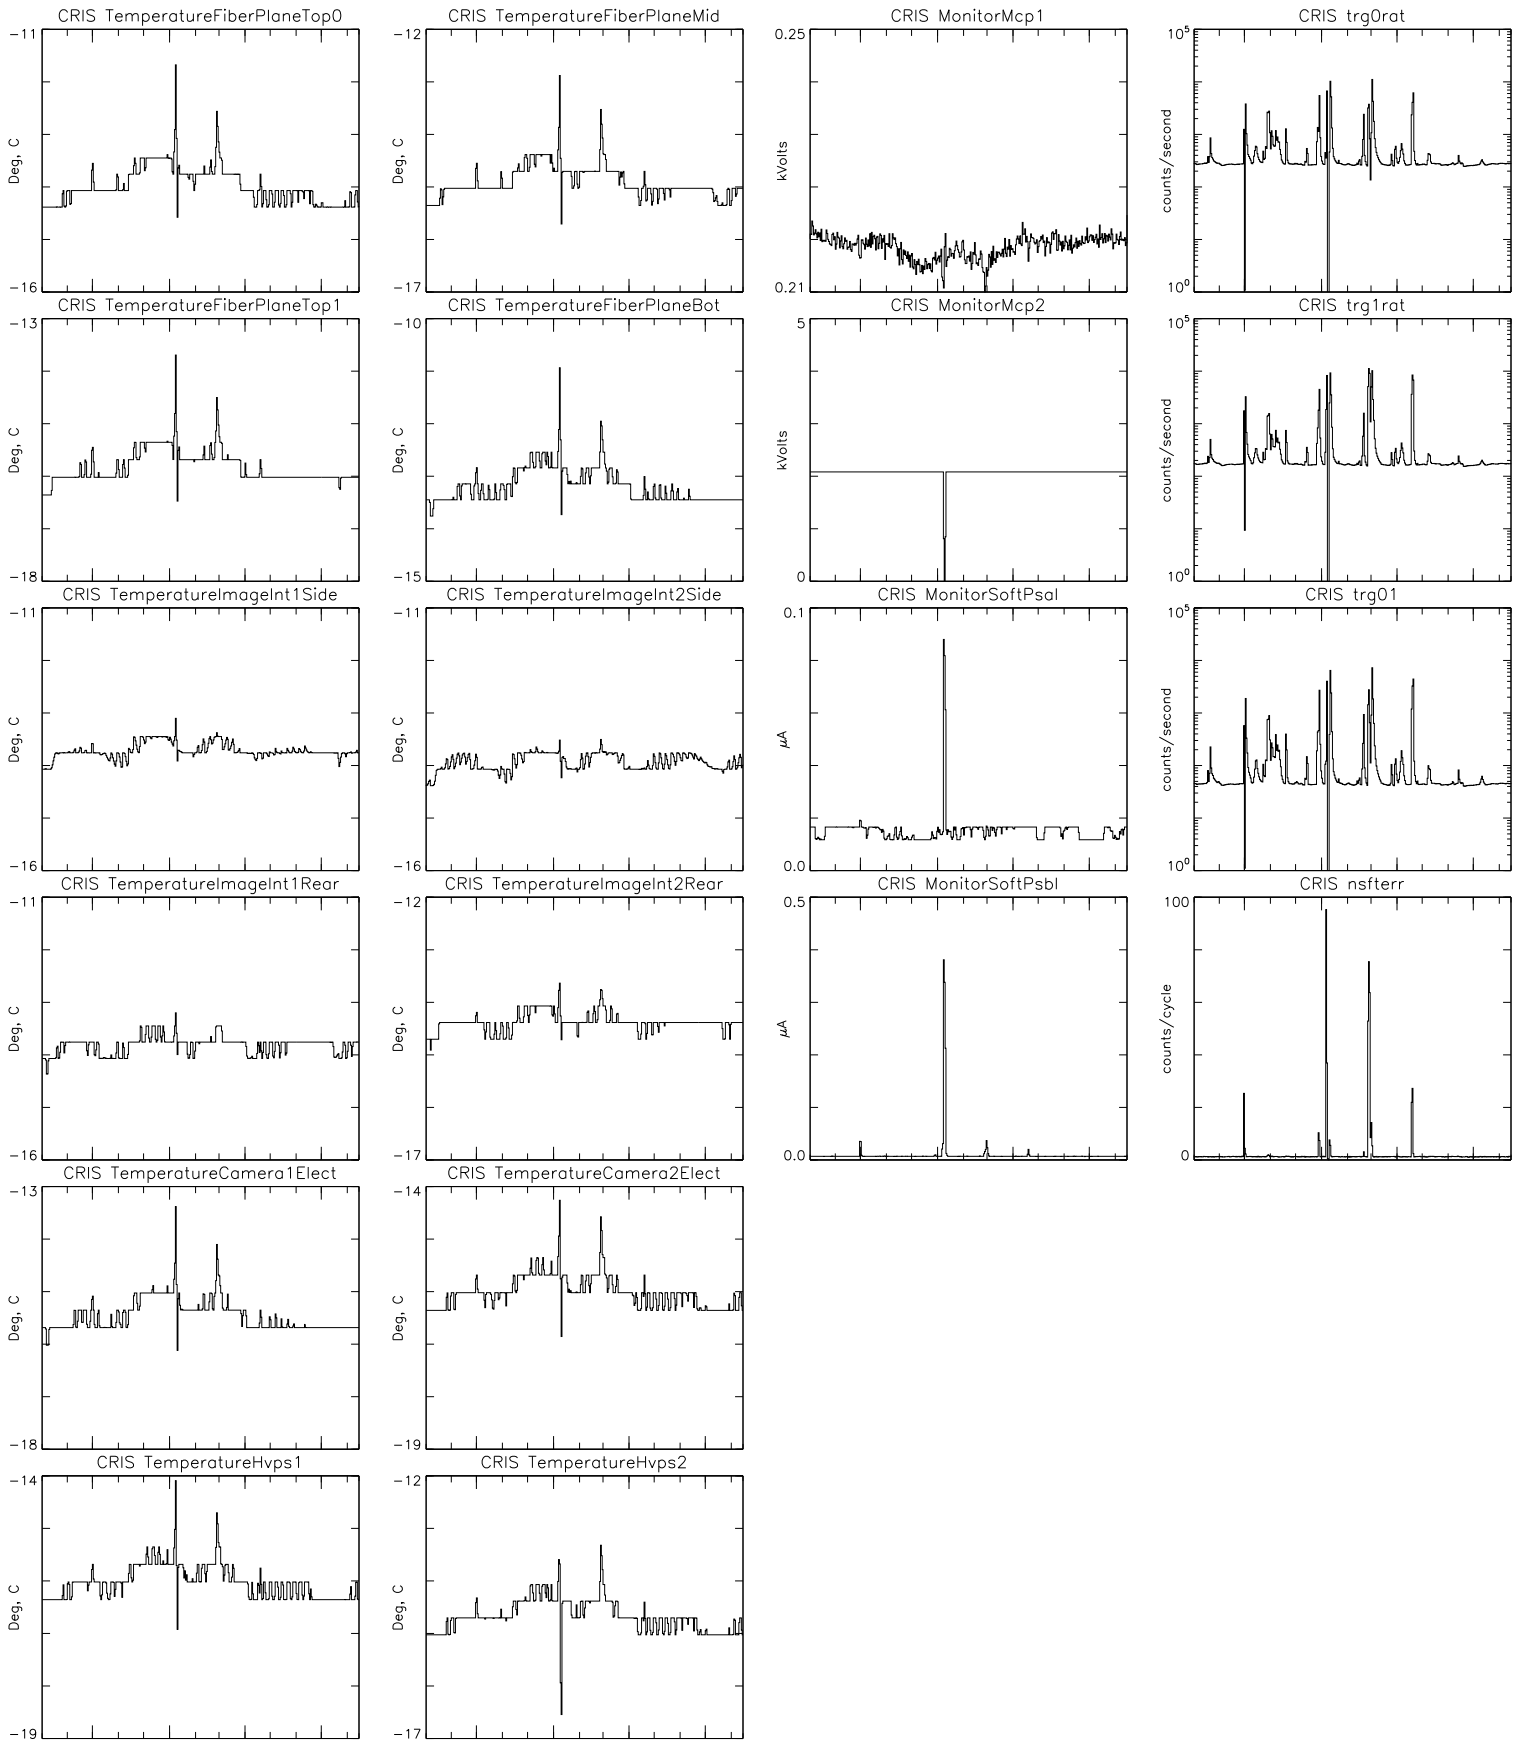 CRIS TemperatureFiberPlaneTop0
-11
Deg, C
-16
CRIS TemperatureFiberPlaneMid
-12
Deg, C
-17
CRIS MonitorMcp1
0.25
kVolts
0.21
CRIS trg0rat
10^5
counts/second
10^0
CRIS TemperatureFiberPlaneTop1
-13
Deg, C
-18
CRIS TemperatureFiberPlaneBot
-10
Deg, C
-15
CRIS MonitorMcp2
5
kVolts
0
CRIS trg1rat
10^5
counts/second
10^0
CRIS TemperatureImageInt1Side
-11
Deg, C
-16
CRIS TemperatureImageInt2Side
-11
Deg, C
-16
CRIS MonitorSoftPsaI
0.1
μA
0.0
CRIS trg01
10^5
counts/second
10^0
CRIS TemperatureImageInt1Rear
-11
Deg, C
-16
CRIS TemperatureImageInt2Rear
-12
Deg, C
-17
CRIS MonitorSoftPsbI
0.5
μA
0.0
CRIS nsfterr
100
counts/cycle
0
CRIS TemperatureCamera1Elect
-13
Deg, C
-18
CRIS TemperatureCamera2Elect
-14
Deg, C
-19
CRIS TemperatureHvps1
-14
Deg, C
-19
CRIS TemperatureHvps2
-12
Deg, C
-17